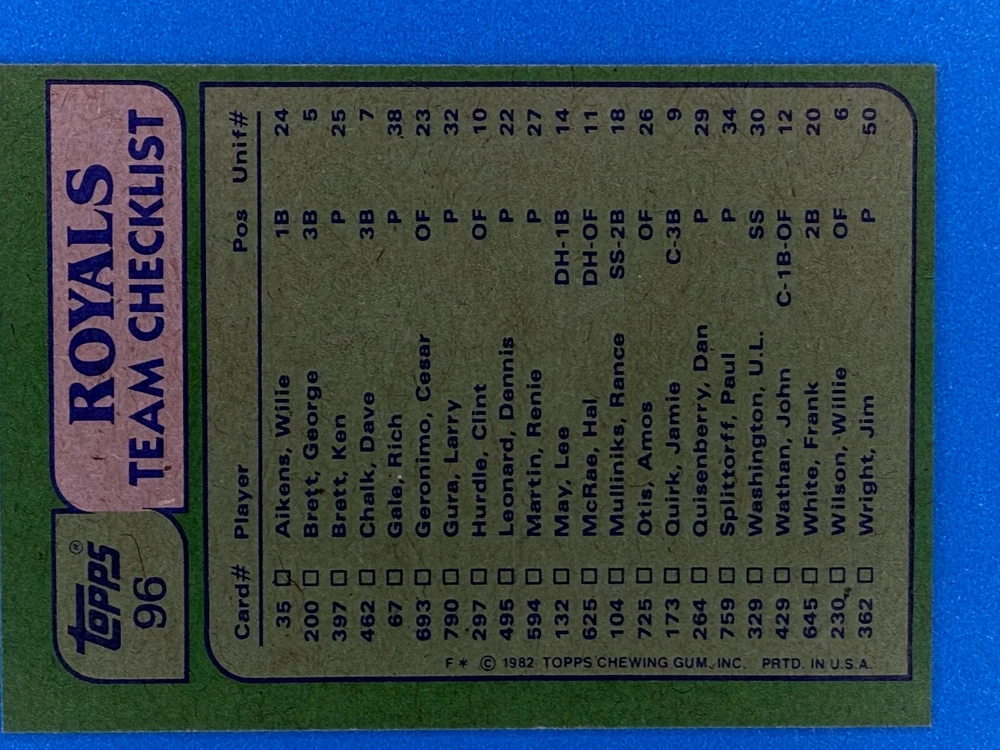 TOPPS®
96
ROYALS
TEAM CHECKLIST
Card# Player Pos Unif#
35 □ Aikens, Willie 1B 24
200 □ Brett, George 3B 5
397 □ Brett, Ken P 25
462 □ Chalk, Dave 3B 7
67 □ Gale, Rich P 38
693 □ Geronimo, Cesar OF 23
790 □ Gura, Larry P 32
297 □ Hurdle, Clint OF 10
495 □ Leonard, Dennis P 22
594 □ Martin, Renie P 27
132 □ May, Lee DH-1B 14
625 □ McRae, Hal DH-OF 11
104 □ Mulliniks, Rance SS-2B 18
725 □ Otis, Amos OF 26
173 □ Quirk, Jamie C-3B 9
264 □ Quisenberry, Dan P 29
759 □ Splittorff, Paul P 34
329 □ Washington, U.L. SS 30
429 □ Wathan, John C-1B-OF 12
645 □ White, Frank 2B 20
230 □ Wilson, Willie OF 6
362 □ Wright, Jim P 50
F* © 1982 TOPPS CHEWING GUM, INC. PRTD. IN U.S.A.